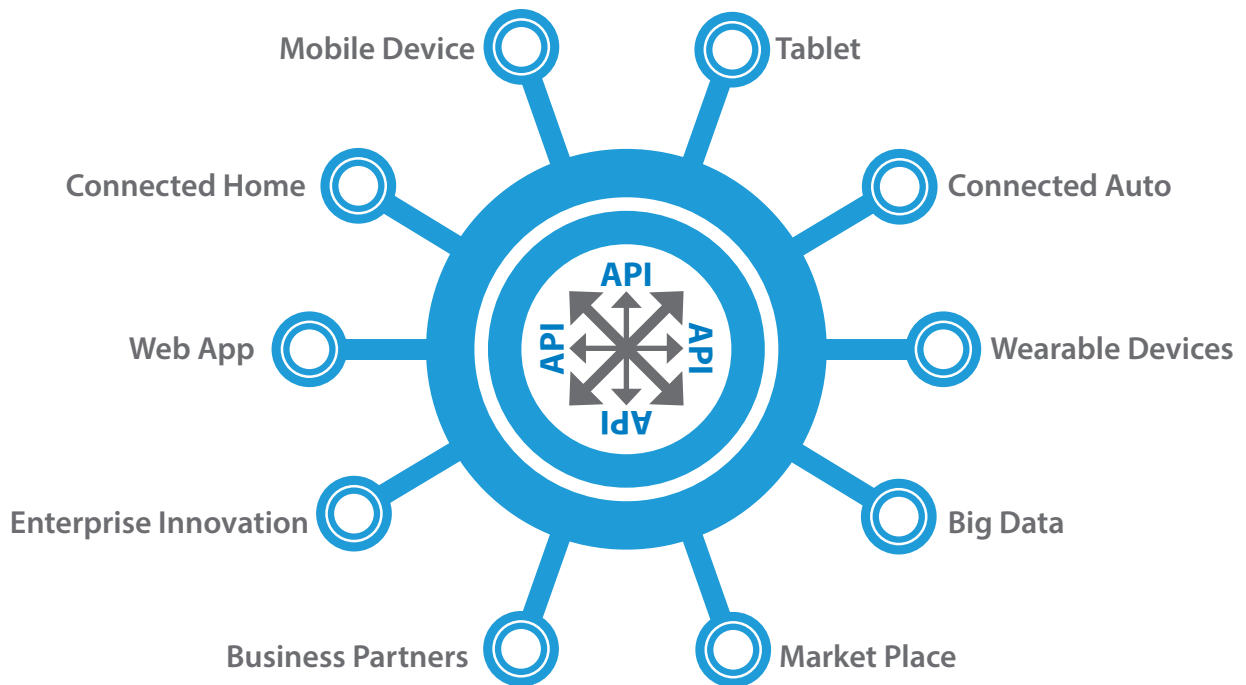 Mobile Device
Tablet
Connected Home
Connected Auto
API
API
API
API
Web App
Wearable Devices
Enterprise Innovation
Big Data
Business Partners
Market Place